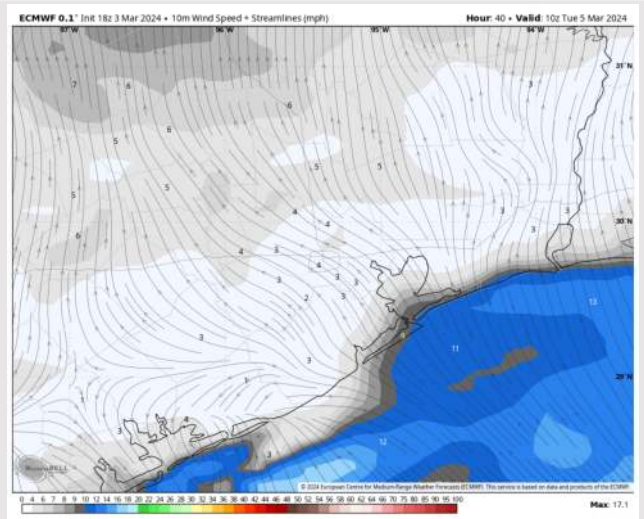 ECMWF 0.1° Init 18z 3 Mar 2024 • 10m Wind Speed + Streamlines (mph) Hour: 40 • Valid: 10z Tue 5 Mar 2024
97°W 96°W 95°W 94°W
31°N
7 6 3
6
6
5
5 5
5
5
4 3 3
4 30°N
6 3
4 3
4
3 3 3
2 3 13
3 11
3
29°N
1
1
4
3
12
3
WeatherBELL
© 2024 European Centre for Medium-Range Weather Forecasts (ECMWF). This service is based on data and products of the ECMWF.
0 4 6 7 8 9 10 12 14 16 18 20 22 24 26 28 30 32 34 36 38 40 42 44 46 48 50 52 54 56 58 60 65 70 75 80 85 90 95 100 Max: 17.1